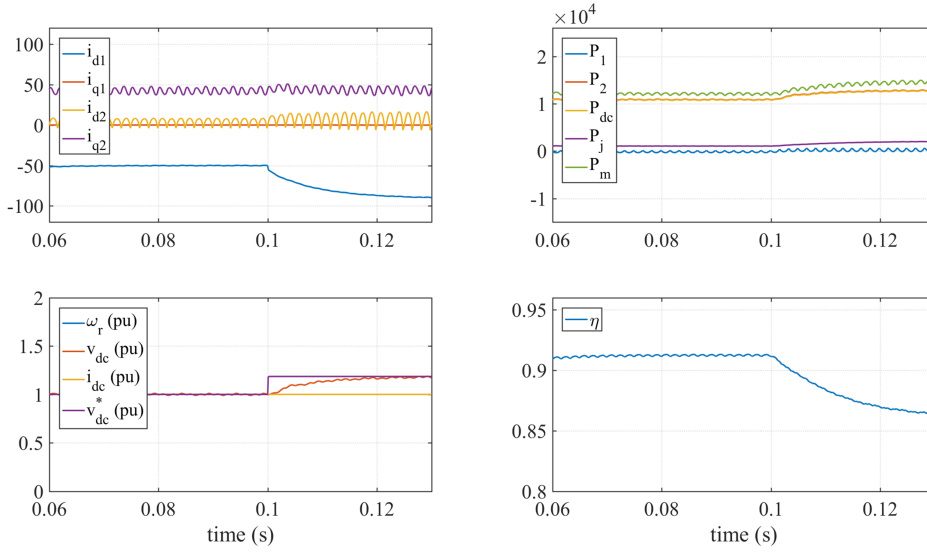 100
50
0
-50
-100
i_d1
i_q1
i_d2
i_q2
0.06
0.08
0.1
0.12
×10^4
2
1
0
-1
P_1
P_2
P_dc
P_j
P_m
0.06
0.08
0.1
0.12
2
1.5
1
0.5
0
ω_r (pu)
v_dc (pu)
i_dc (pu)
v_dc^* (pu)
0.06
0.08
0.1
0.12
time (s)
0.95
0.9
0.85
0.8
η
0.06
0.08
0.1
0.12
time (s)